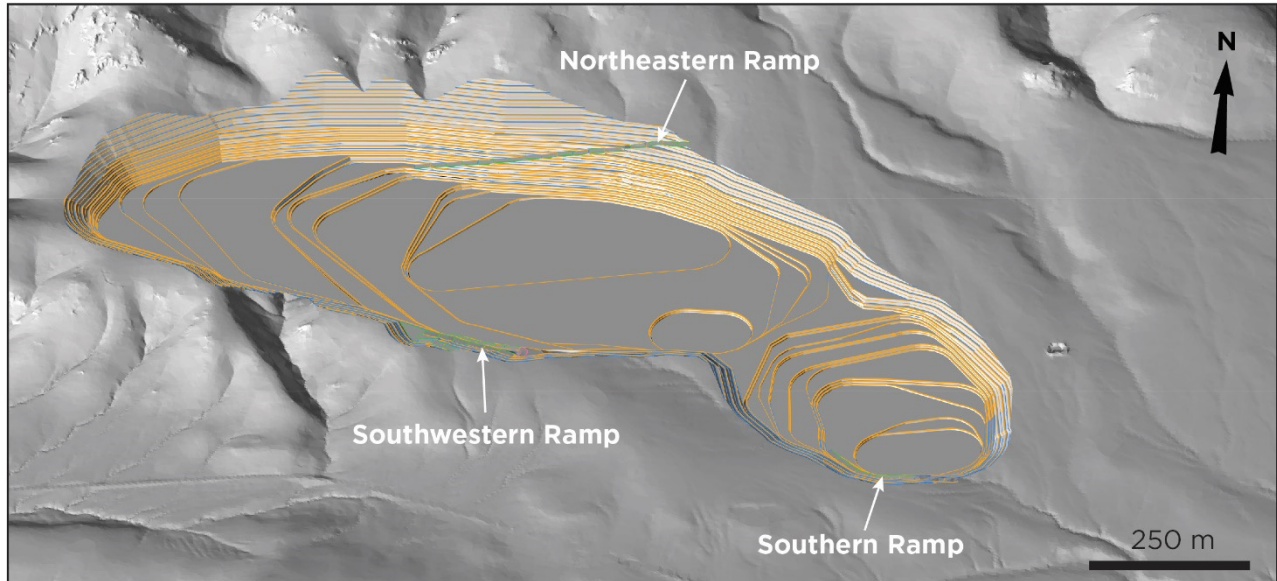 Northeastern Ramp
N
Southwestern Ramp
Southern Ramp
250 m